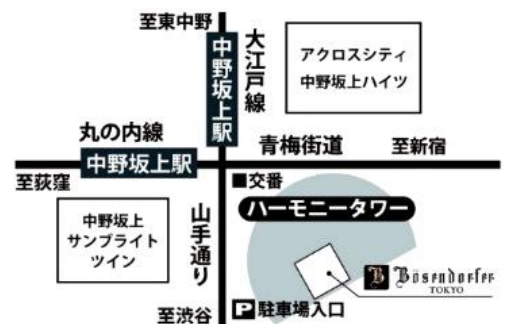 至東中野
中野坂上駅
大江戸線
アクロスシティ
中野坂上ハイツ
丸の内線
中野坂上駅
青梅街道
至新宿
至荻窪
■交番
ハーモニータワー
中野坂上
サンブライト
ツイン
山手通り
B Bösendorfer
TOKYO
至渋谷
P 駐車場入口